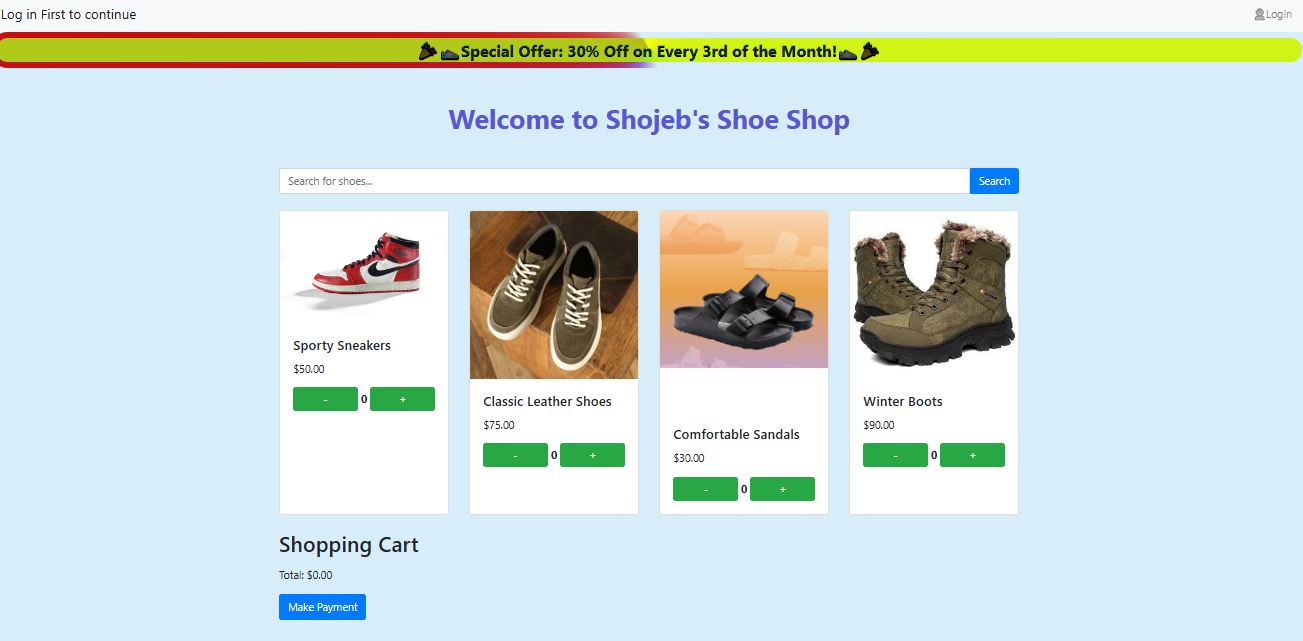 Log in First to continue
Login
Special Offer: 30% Off on Every 3rd of the Month!
Welcome to Shojeb's Shoe Shop
Search for shoes...
Search
Sporty Sneakers
$50.00
- 0 +
Classic Leather Shoes
$75.00
- 0 +
Comfortable Sandals
$30.00
- 0 +
Winter Boots
$90.00
- 0 +
Shopping Cart
Total: $0.00
Make Payment